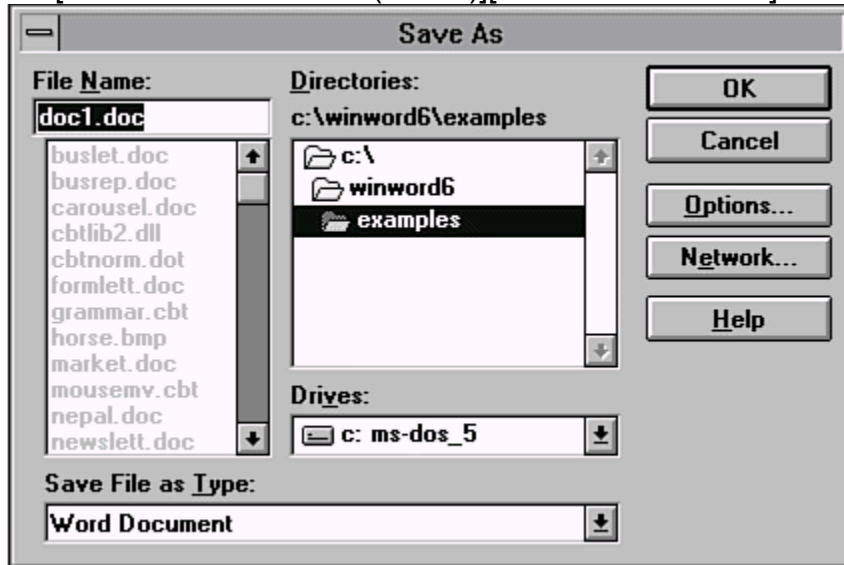 Save As
File Name:
doc1.doc
buslet.doc
busrep.doc
carousel.doc
cbtlib2.dll
cbtnorm.dot
formlett.doc
grammar.cbt
horse.bmp
market.doc
mousemv.cbt
nepal.doc
newslett.doc
Directories:
c:\winword6\examples
c:\
winword6
examples
Drives:
c: ms-dos_5
Save File as Type:
Word Document
OK
Cancel
Options...
Network...
Help